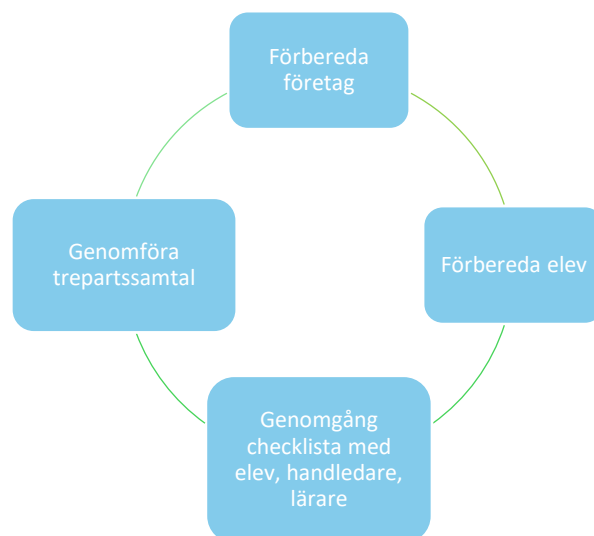 Förbereda
företag
Förbereda elev
Genomgång
checklista med
elev, handledare,
lärare
Genomföra
trepartssamtal